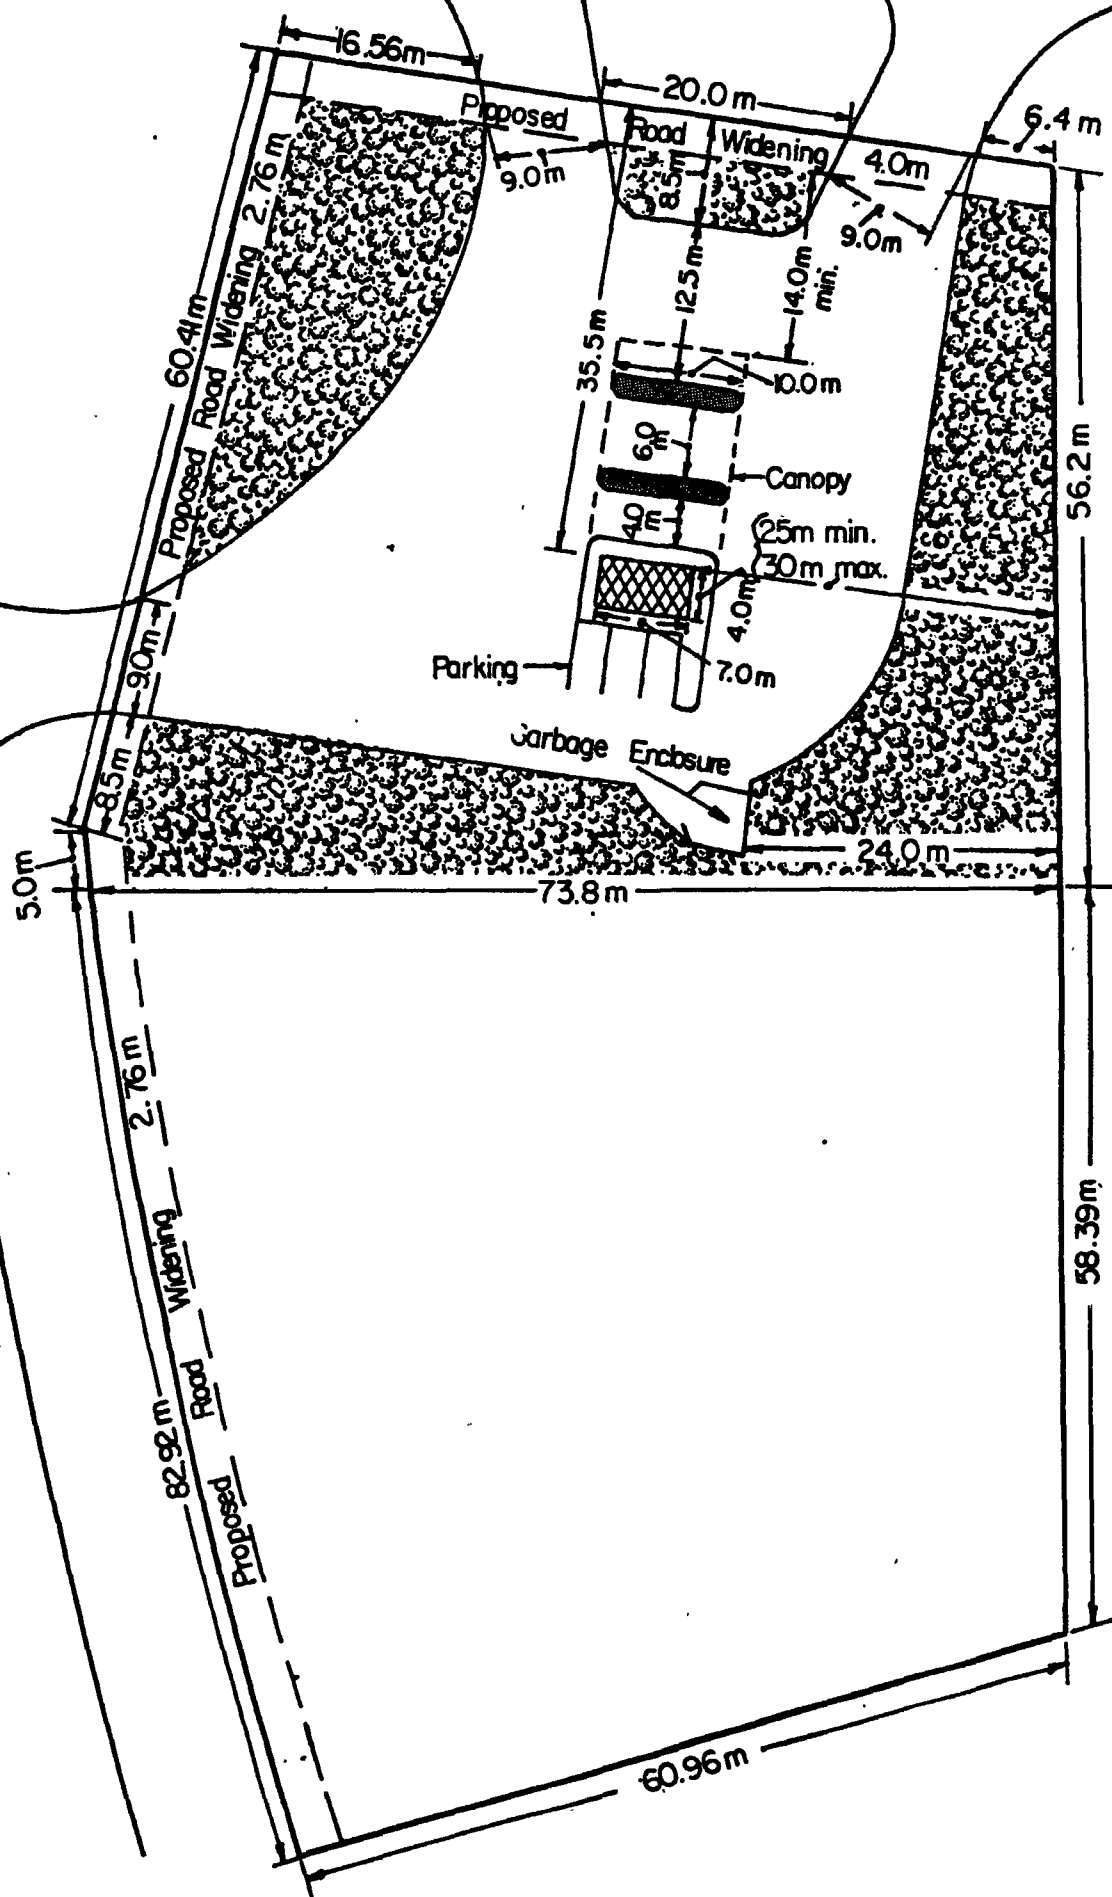 16.56m
20.0 m
6.4 m
Proposed Road Widening
4.0m
9.0m
8.5m
9.0m
2.76 m
Proposed Road Widening
60.41m
12.5m
14.0m
min.
35.5m
10.0m
6.0
m
Canopy
4.0
m
25m min.
30m max.
56.2m
4.0m
7.0m
Parking
9.0m
8.5m
Garbage Enclosure
24.0m
5.0m
73.8m
2.76m
Proposed Road Widening
82.92m
58.39m
60.96m